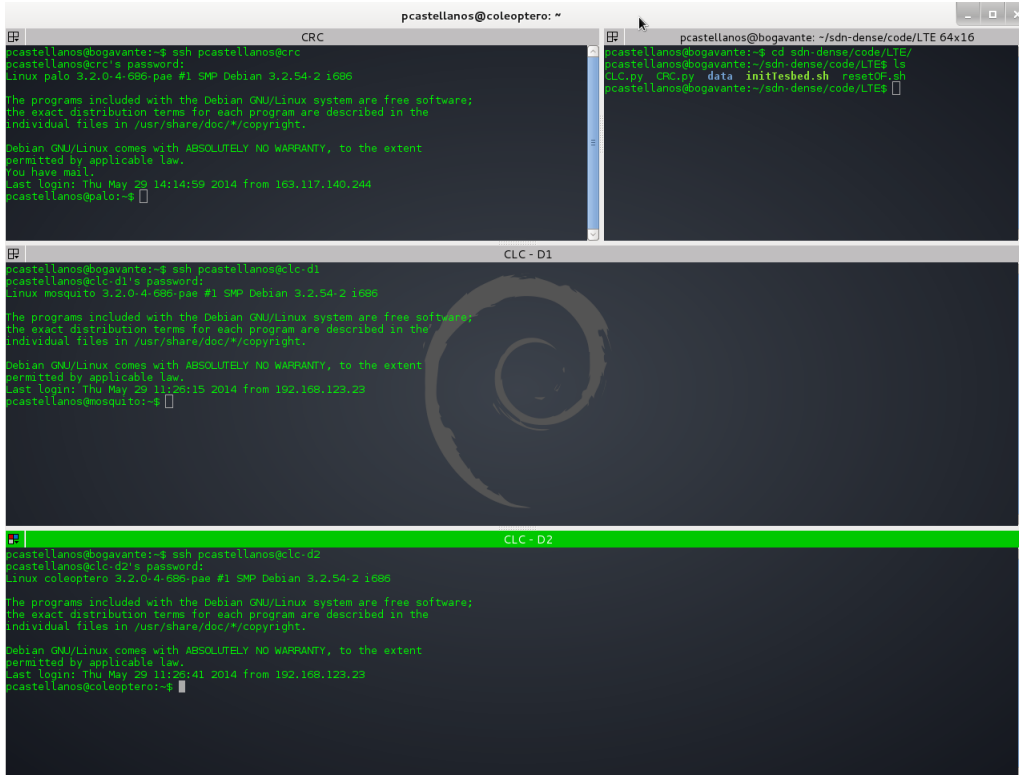 pcastellanos@coleoptero: ~
CRC
pcastellanos@bogavante:~$ ssh pcastellanos@crc
pcastellanos@crc's password:
Linux palo 3.2.0-4-686-pae #1 SMP Debian 3.2.54-2 i686
The programs included with the Debian GNU/Linux system are free software;
the exact distribution terms for each program are described in the
individual files in /usr/share/doc/*/copyright.
Debian GNU/Linux comes with ABSOLUTELY NO WARRANTY, to the extent
permitted by applicable law.
You have mail.
Last login: Thu May 29 14:14:59 2014 from 163.117.140.244
pcastellanos@palo:~$
pcastellanos@bogavante: ~/sdn-dense/code/LTE 64x16
pcastellanos@bogavante:~$ cd sdn-dense/code/LTE/
pcastellanos@bogavante:~/sdn-dense/code/LTE$ ls
CLC.py CRC.py data initTesbed.sh resetOF.sh
pcastellanos@bogavante:~/sdn-dense/code/LTE$
CLC - D1
pcastellanos@bogavante:~$ ssh pcastellanos@clc-d1
pcastellanos@clc-d1's password:
Linux mosquito 3.2.0-4-686-pae #1 SMP Debian 3.2.54-2 i686
The programs included with the Debian GNU/Linux system are free software;
the exact distribution terms for each program are described in the
individual files in /usr/share/doc/*/copyright.
Debian GNU/Linux comes with ABSOLUTELY NO WARRANTY, to the extent
permitted by applicable law.
Last login: Thu May 29 11:26:15 2014 from 192.168.123.23
pcastellanos@mosquito:~$
CLC - D2
pcastellanos@bogavante:~$ ssh pcastellanos@clc-d2
pcastellanos@clc-d2's password:
Linux coleoptero 3.2.0-4-686-pae #1 SMP Debian 3.2.54-2 i686
The programs included with the Debian GNU/Linux system are free software;
the exact distribution terms for each program are described in the
individual files in /usr/share/doc/*/copyright.
Debian GNU/Linux comes with ABSOLUTELY NO WARRANTY, to the extent
permitted by applicable law.
Last login: Thu May 29 11:26:41 2014 from 192.168.123.23
pcastellanos@coleoptero:~$